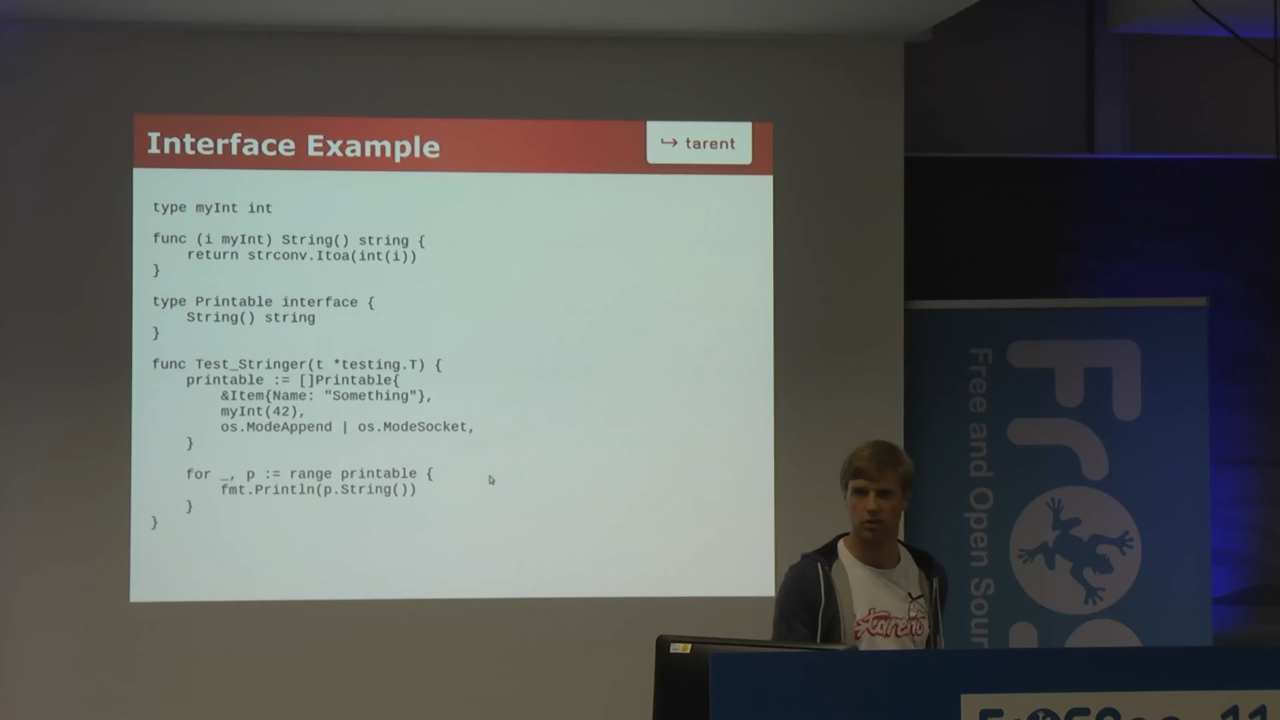 Interface Example
↪ tarent
type myInt int
func (i myInt) String() string {
    return strconv.Itoa(int(i))
}
type Printable interface {
    String() string
}
func Test_Stringer(t *testing.T) {
    printable := []Printable{
        &Item{Name: "Something"},
        myInt(42),
        os.ModeAppend | os.ModeSocket,
    }
    for _, p := range printable {
        fmt.Println(p.String())
    }
}
Free and Open Sour
FrOS
tarent